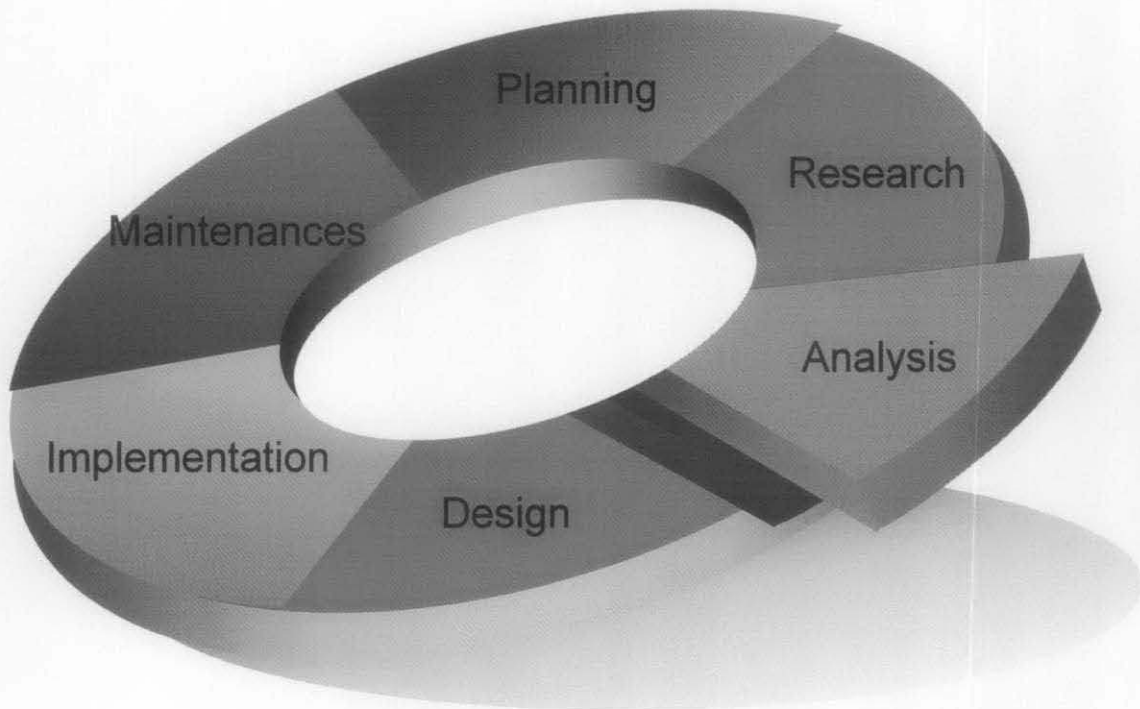 Planning
Research
Maintenances
Analysis
Implementation
Design